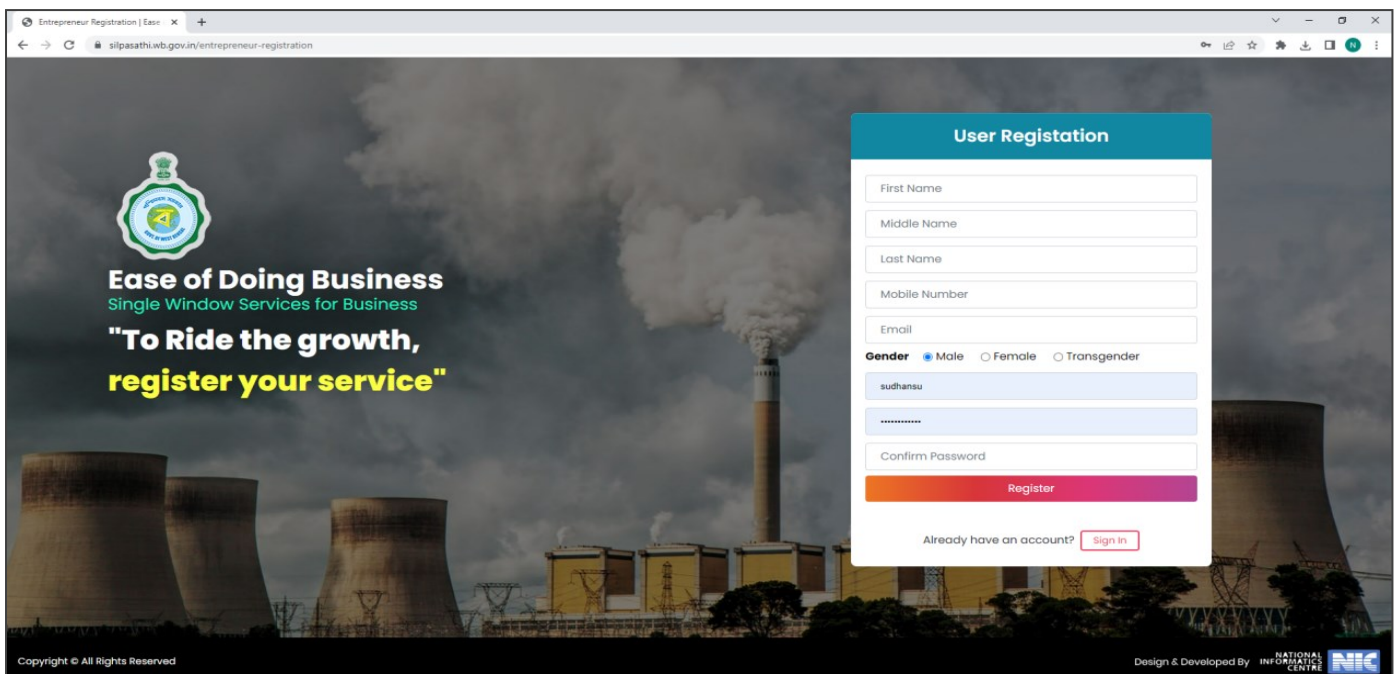 Entrepreneur Registration | Ease
silpasathi.wb.gov.in/entrepreneur-registration
N
Ease of Doing Business
Single Window Services for Business
"To Ride the growth,
register your service"
User Registation
First Name
Middle Name
Last Name
Mobile Number
Email
Gender Male Female Transgender
sudhansu
••••••••••••
Confirm Password
Register
Already have an account? Sign In
Copyright © All Rights Reserved
Design & Developed By NATIONAL INFORMATICS CENTRE NIC